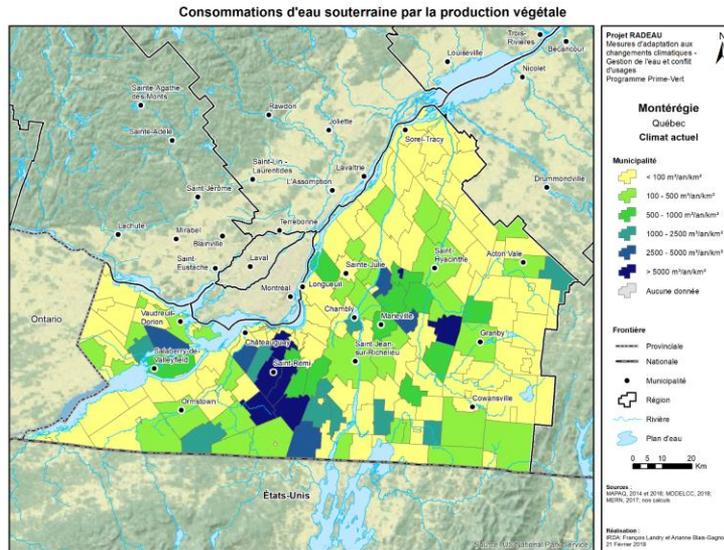 Consommations d'eau souterraine par la production végétale
Trois-
Rivières
Bécancour
Louiseville
Nicolet
Sainte Agathe
des Monts
Rawdon
Joliette
Sorel-Tracy
Sainte-Adèle
Saint-Lin -
Laurentides
Lavaltrie
Drummondville
L'Assomption
Saint-Jérôme
Lachute
Mirabel
Terrebonne
Blainville
Saint-
Eustache
Laval
Sainte-Julie
Saint-
Hyacinthe
Acton Vale
Montréal
Longueuil
Ontario
Vaudreuil-
Dorion
Chambly
Marieville
Châteauguay
Granby
Salaberry-de-
Valleyfield
Saint-Rémi
Saint Jean
sur-Richelieu
Ormstown
Cowansville
États-Unis
Source : US National Park Service
Projet RADEAU
Mesures d'adaptation aux
changements climatiques -
Gestion de l'eau et conflit
d'usages
Programme Prime-Vert
N
Montérégie
Québec
Climat actuel
Municipalité
< 100 m³/an/km²
100 - 500 m³/an/km²
500 - 1000 m³/an/km²
1000 - 2500 m³/an/km²
2500 - 5000 m³/an/km²
> 5000 m³/an/km²
Aucune donnée
Frontière
Provinciale
Nationale
Municipalité
Région
Rivière
Plan d'eau
0 5 10 20
Km
Sources :
MAPAQ, 2014 et 2016; MDDELCC, 2018;
MERN, 2017; nos calculs
Réalisation :
IRDA: François Landry et Arianne Blais-Gagnon
21 Février 2018